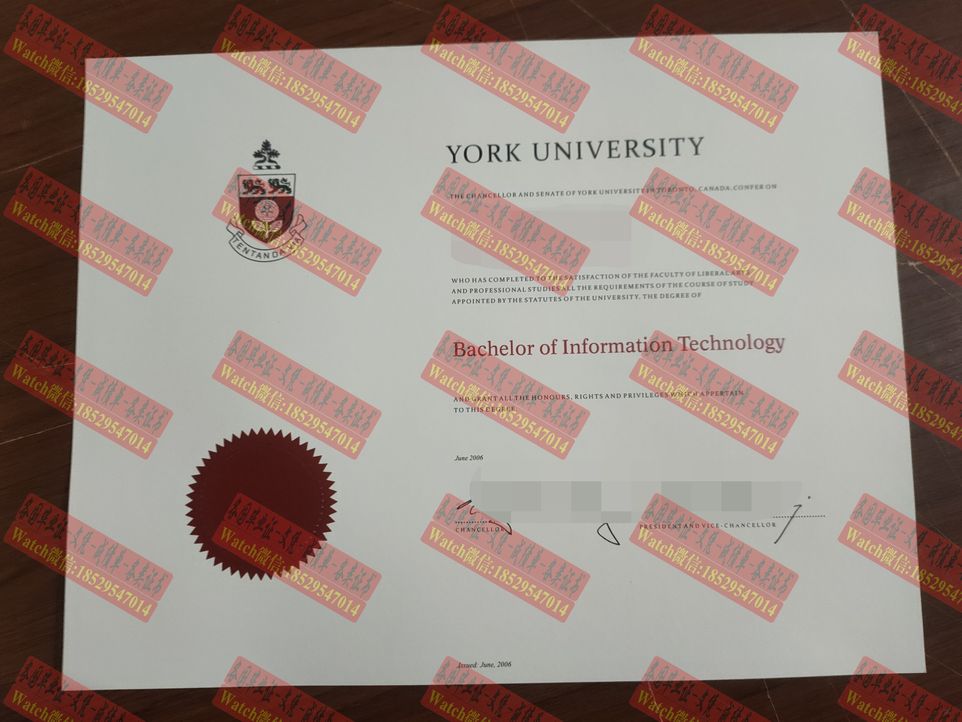 YORK UNIVERSITY
THE CHANCELLOR AND SENATE OF YORK UNIVERSITY IN TORONTO, CANADA, CONFER ON
TENTANDA VIA
WHO HAS COMPLETED TO THE SATISFACTION OF THE FACULTY OF LIBERAL ARTS
AND PROFESSIONAL STUDIES ALL THE REQUIREMENTS OF THE COURSE OF STUDY
APPOINTED BY THE STATUTES OF THE UNIVERSITY, THE DEGREE OF
Bachelor of Information Technology
AND GRANT ALL THE HONOURS, RIGHTS AND PRIVILEGES WHICH APPERTAIN
TO THIS DEGREE
June 2006
CHANCELLOR
PRESIDENT AND VICE-CHANCELLOR
Issued: June, 2006
Watch微信:18529547014